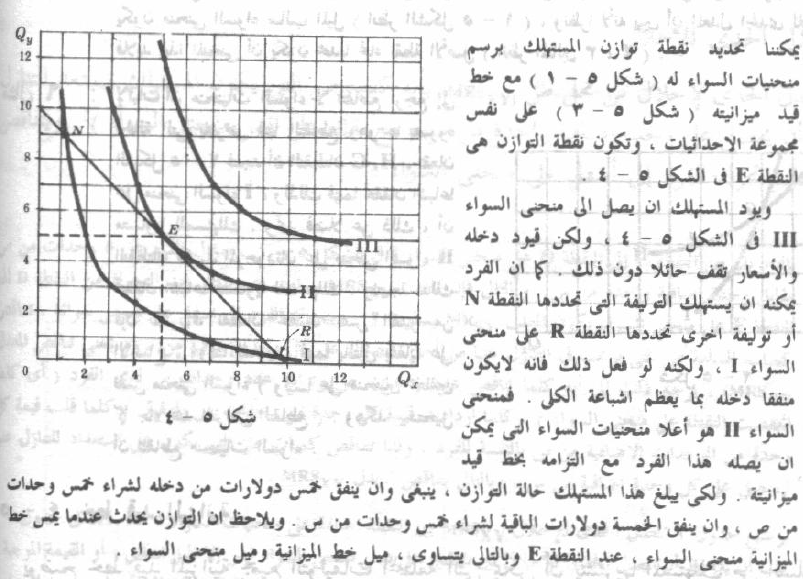 يمكننا تحديد نقطة توازن المستهلك برسم
منحنيات السواء له ( شكل ٥ – ١ ) مع خط
قيد ميزانيته ( شكل ٥ – ٣ ) على نفس
مجموعة الاحداثيات ، وتكون نقطة التوازن هى
النقطة E فى الشكل ٥ – ٤ .
ويود المستهلك ان يصل الى منحنى السواء
III فى الشكل ٥ – ٤ ، ولكن قيود دخله
والأسعار تقف حائلا دون ذلك . كما ان الفرد
يمكنه ان يستهلك التوليفة التى تحددها النقطة N
أو توليفة اخرى تحددها النقطة R على منحنى
السواء I ، ولكنه لو فعل ذلك فانه لايكون
منفقا دخله بما يعظم اشباعة الكلى . فمنحنى
السواء II هو أعلا منحنيات السواء التى يمكن
ان يصله هذا الفرد مع التزامه بخط قيد
ميزانيتة . ولكى يبلغ هذا المستهلك حالة التوازن ، ينبغى وان ينفق خمس دولارات من دخله لشراء خمس وحدات
من ص ، وان ينفق الخمسة دولارات الباقية لشراء خمس وحدات من س . ويلاحظ ان التوازن يحدث عندما يمس خط
الميزانية منحنى السواء ، عند النقطة E وبالتالى يتساوى ، ميل خط الميزانية وميل منحنى السواء .
Qy
12
10
8
6
4
2
0
2
4
6
8
10
12
Qx
N
E
R
I
II
III
شكل ٥ – ٤